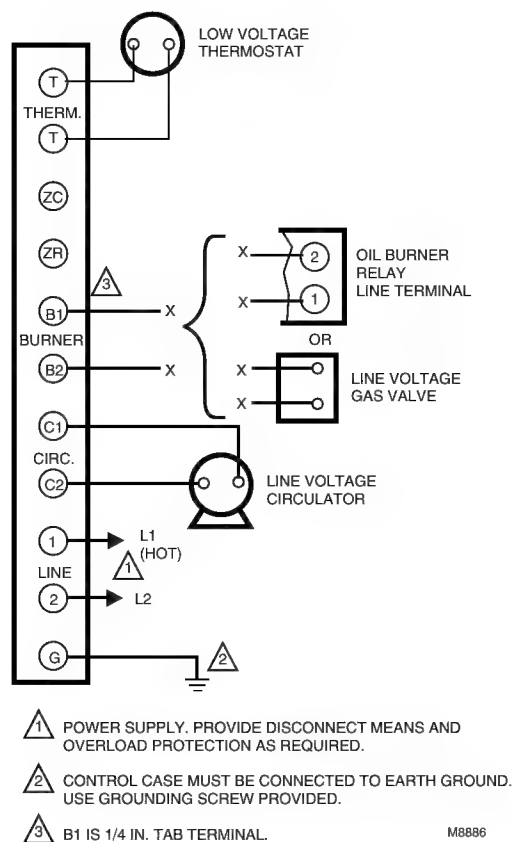 LOW VOLTAGE
THERMOSTAT
T
THERM.
T
ZC
ZR
3
B1
X
BURNER
B2
X
X
2
OIL BURNER
RELAY
LINE TERMINAL
X
1
OR
X
LINE VOLTAGE
GAS VALVE
X
C1
CIRC.
C2
LINE VOLTAGE
CIRCULATOR
1
L1
(HOT)
LINE
1
2
L2
G
2
1 POWER SUPPLY. PROVIDE DISCONNECT MEANS AND
OVERLOAD PROTECTION AS REQUIRED.
2 CONTROL CASE MUST BE CONNECTED TO EARTH GROUND.
USE GROUNDING SCREW PROVIDED.
3 B1 IS 1/4 IN. TAB TERMINAL.
M8886